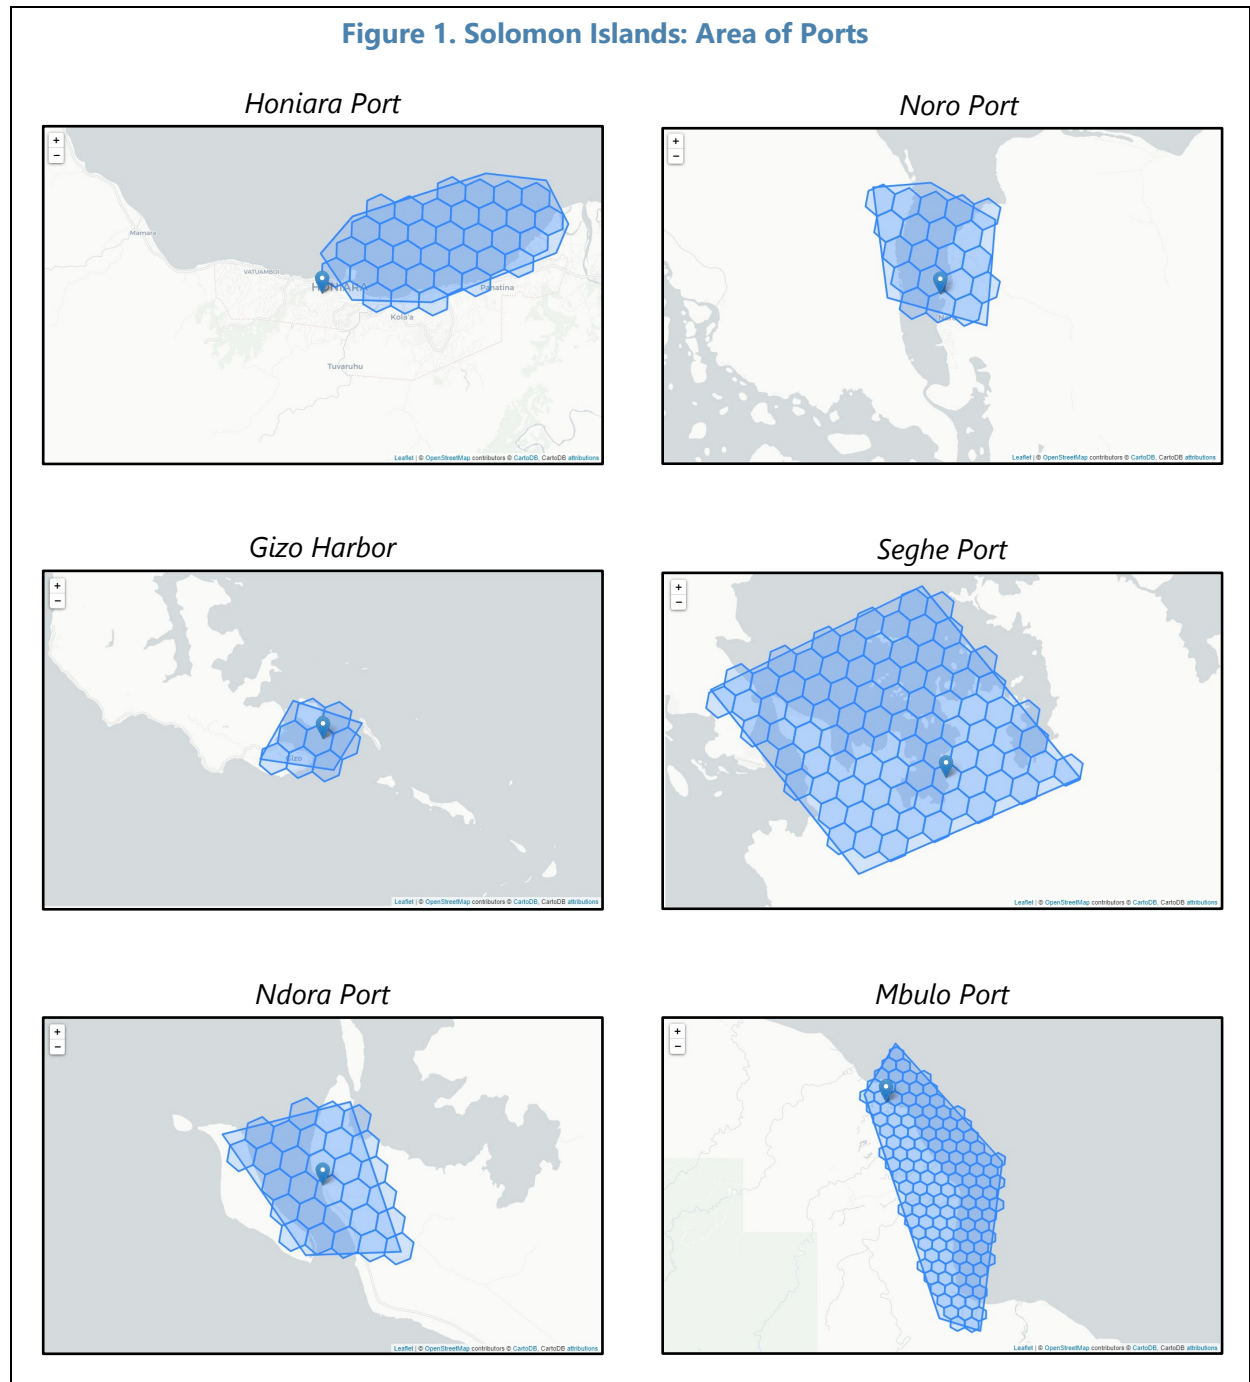 Figure 1. Solomon Islands: Area of Ports
Honiara Port
Noro Port
+
−
Mamara
VATUAMBOI
HONIARA
Panatina
Kola'a
Tuvaruhu
Leaflet | © OpenStreetMap contributors © CartoDB, CartoDB attributions
+
−
Leaflet | © OpenStreetMap contributors © CartoDB, CartoDB attributions
Gizo Harbor
Seghe Port
+
−
Gizo
Leaflet | © OpenStreetMap contributors © CartoDB, CartoDB attributions
+
−
Leaflet | © OpenStreetMap contributors © CartoDB, CartoDB attributions
Ndora Port
Mbulo Port
+
−
Leaflet | © OpenStreetMap contributors © CartoDB, CartoDB attributions
+
−
Leaflet | © OpenStreetMap contributors © CartoDB, CartoDB attributions